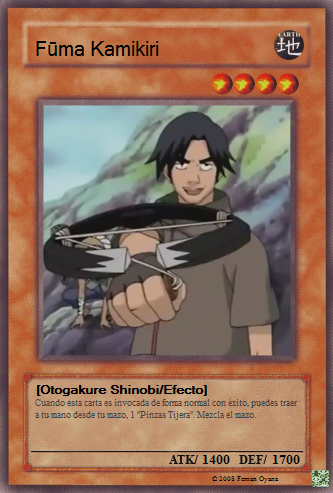 Fūma Kamikiri
EARTH
地
[Otogakure Shinobi/Efecto]
Cuando esta carta es invocada de forma normal con éxito, puedes traer
a tu mano desde tu mazo, 1 "Pinzas Tijera". Mezcla el mazo.
ATK/ 1400 DEF/ 1700